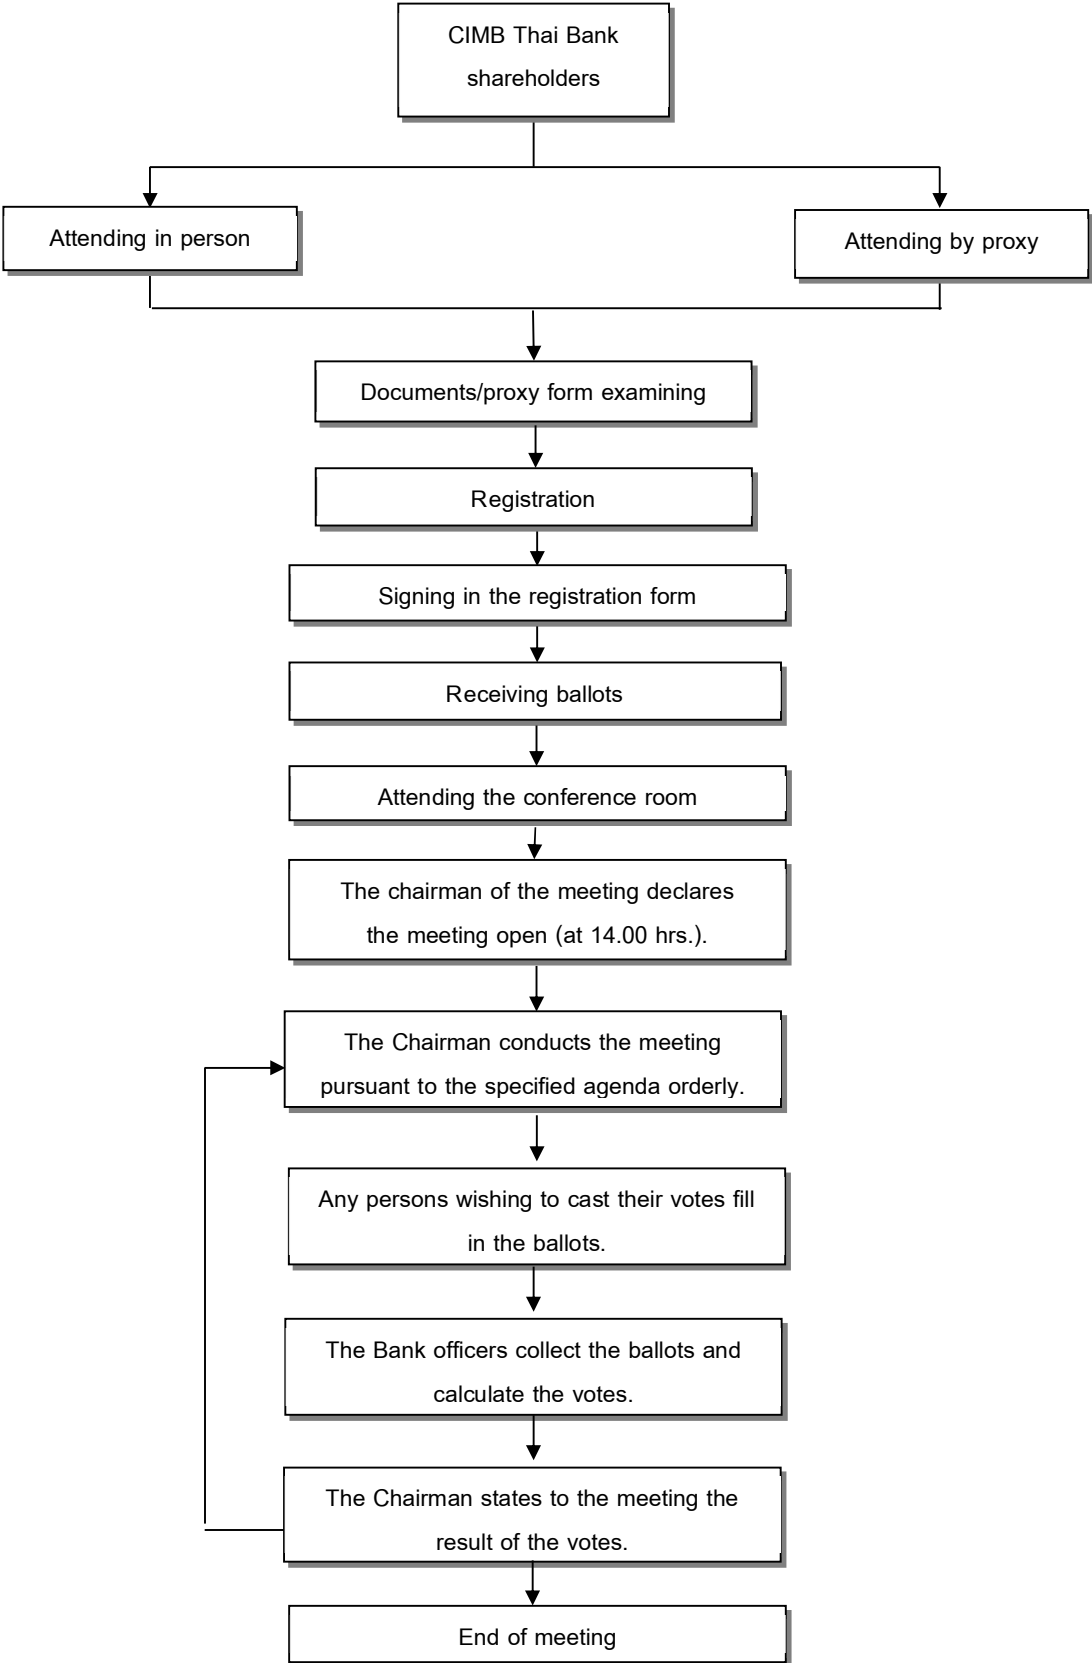 CIMB Thai Bank
shareholders
Attending in person
Attending by proxy
Documents/proxy form examining
Registration
Signing in the registration form
Receiving ballots
Attending the conference room
The chairman of the meeting declares
the meeting open (at 14.00 hrs.).
The Chairman conducts the meeting
pursuant to the specified agenda orderly.
Any persons wishing to cast their votes fill
in the ballots.
The Bank officers collect the ballots and
calculate the votes.
The Chairman states to the meeting the
result of the votes.
End of meeting